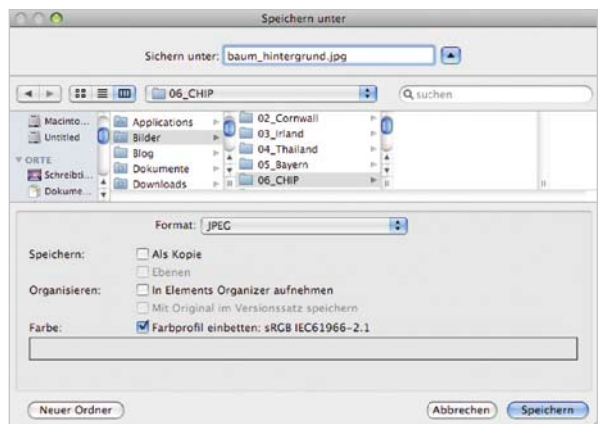 Speichern unter
Sichern unter: baum_hintergrund.jpg
06_CHIP
suchen
Macinto...
Untitled
ORTE
Schreibti...
Dokume...
Applications
Bilder
Blog
Dokumente
Downloads
02_Cornwall
03_Irland
04_Thailand
05_Bayern
06_CHIP
Format: JPEG
Speichern: Als Kopie
Ebenen
Organisieren: In Elements Organizer aufnehmen
Mit Original im Versionssatz speichern
Farbe: Farbprofil einbetten: sRGB IEC61966-2.1
Neuer Ordner Abbrechen Speichern